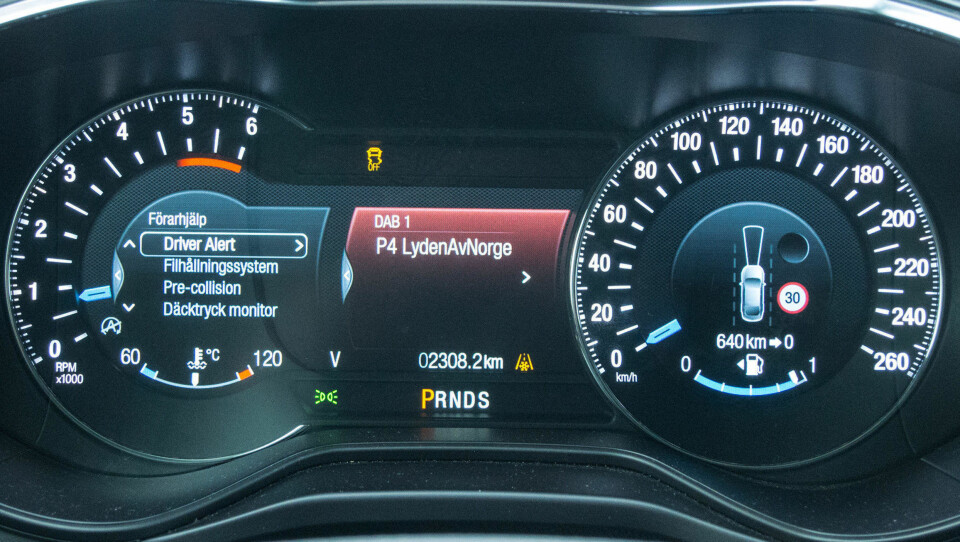 0
1
2
3
4
5
6
RPM
x1000
Förarhjälp
Driver Alert
Filhållningssystem
Pre-collision
Däcktryck monitor
A
60 °C 120
OFF
DAB 1
P4 LydenAvNorge
V
02308.2km
PRNDS
0
20
40
60
80
100
120
140
160
180
200
220
240
260
km/h
30
640 km➔0
0 1